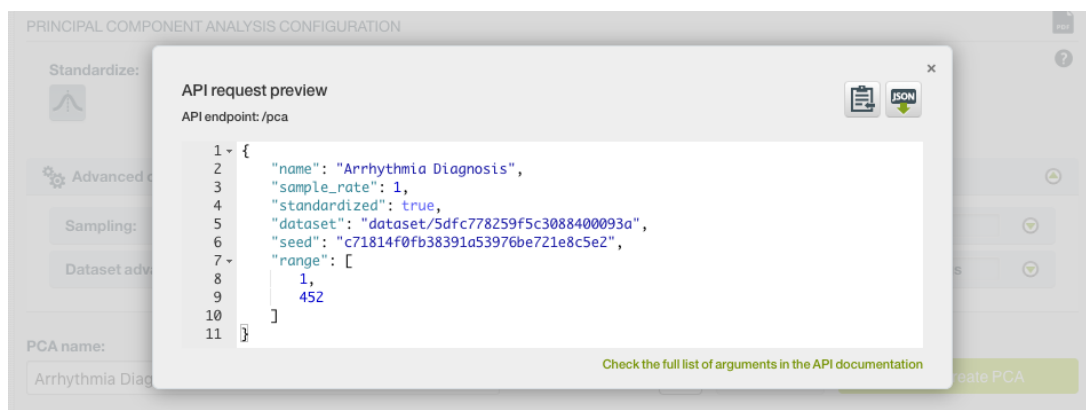 PRINCIPAL COMPONENT ANALYSIS CONFIGURATION
PDF
Standardize:
?
×
API request preview
JSON
API endpoint: /pca
1 {
2 "name": "Arrhythmia Diagnosis",
3 "sample_rate": 1,
4 "standardized": true,
5 "dataset": "dataset/5dfc778259f5c3088400093a",
6 "seed": "c71814f0fb38391a53976be721e8c5e2",
7 "range": [
8 1,
9 452
10 ]
11 }
Advanced
Sampling:
Dataset
PCA name:
Check the full list of arguments in the API documentation
Arrhythmia Diag
PCA